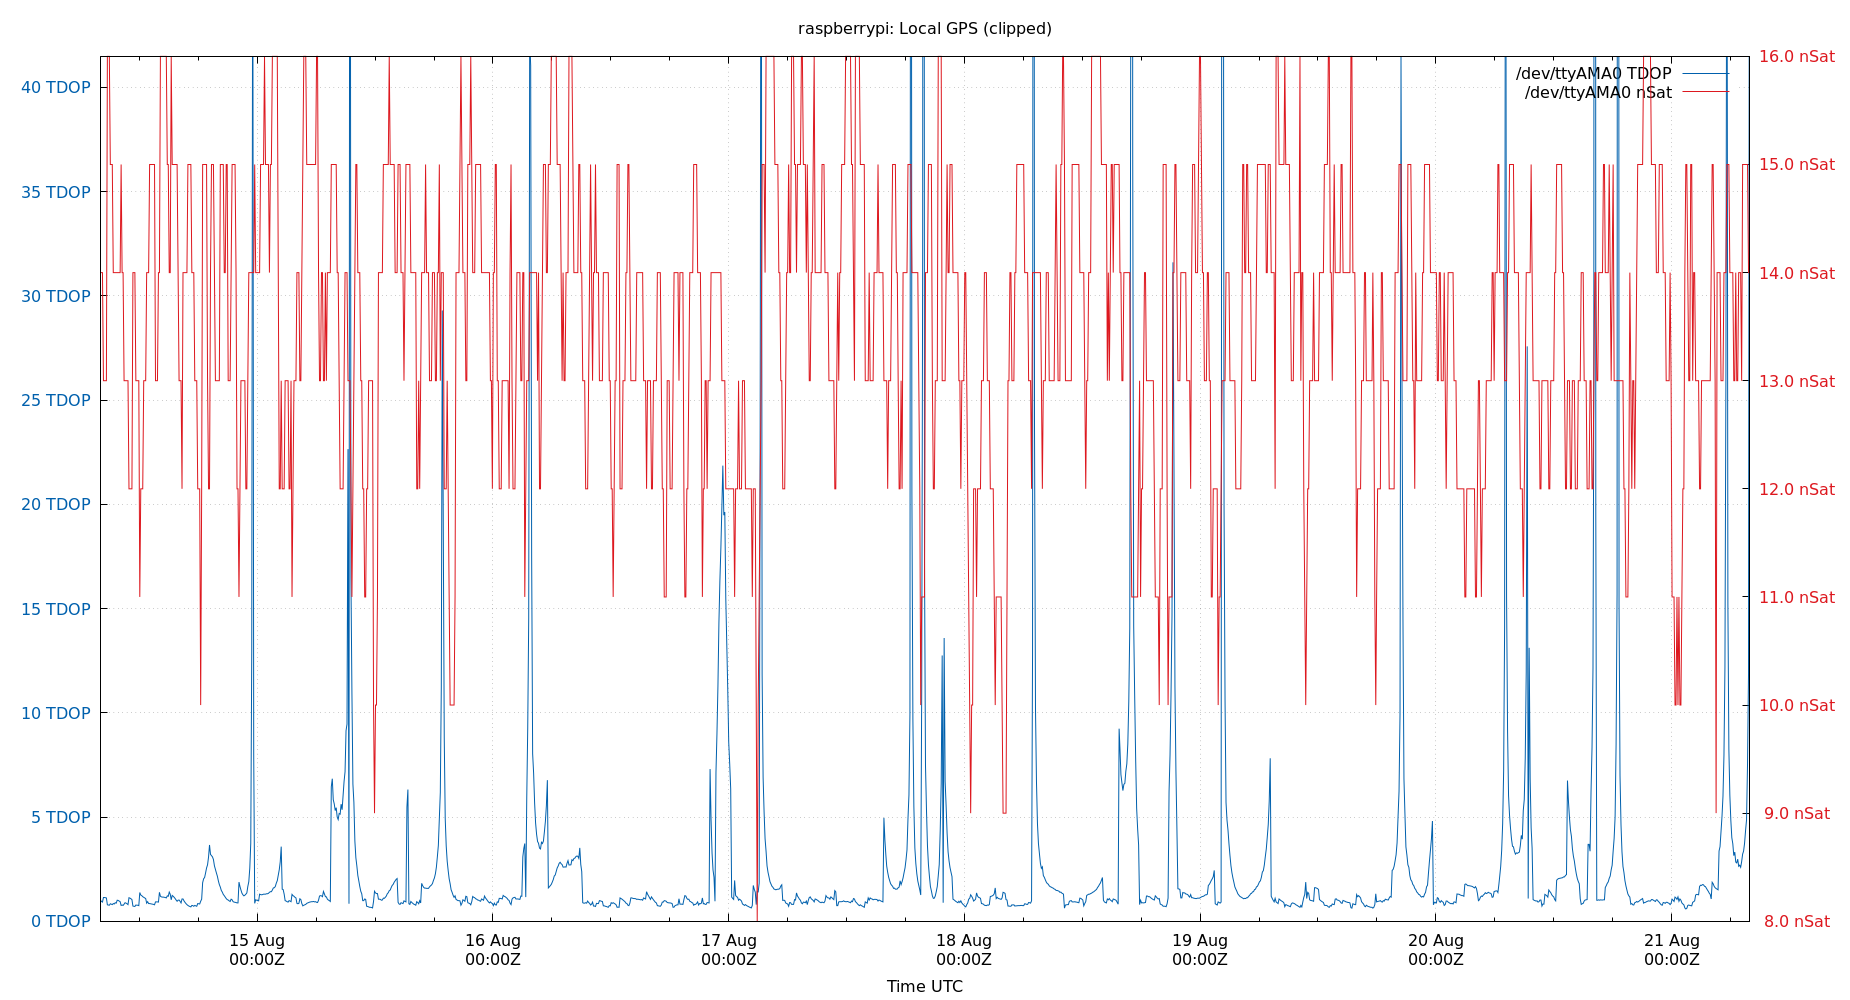 raspberrypi: Local GPS (clipped)
40 TDOP
35 TDOP
30 TDOP
25 TDOP
20 TDOP
15 TDOP
10 TDOP
5 TDOP
0 TDOP
/dev/ttyAMA0 TDOP
/dev/ttyAMA0 nSat
16.0 nSat
15.0 nSat
14.0 nSat
13.0 nSat
12.0 nSat
11.0 nSat
10.0 nSat
9.0 nSat
8.0 nSat
15 Aug 16 Aug 17 Aug 18 Aug 19 Aug 20 Aug 21 Aug
00:00Z 00:00Z 00:00Z 00:00Z 00:00Z 00:00Z 00:00Z
Time UTC